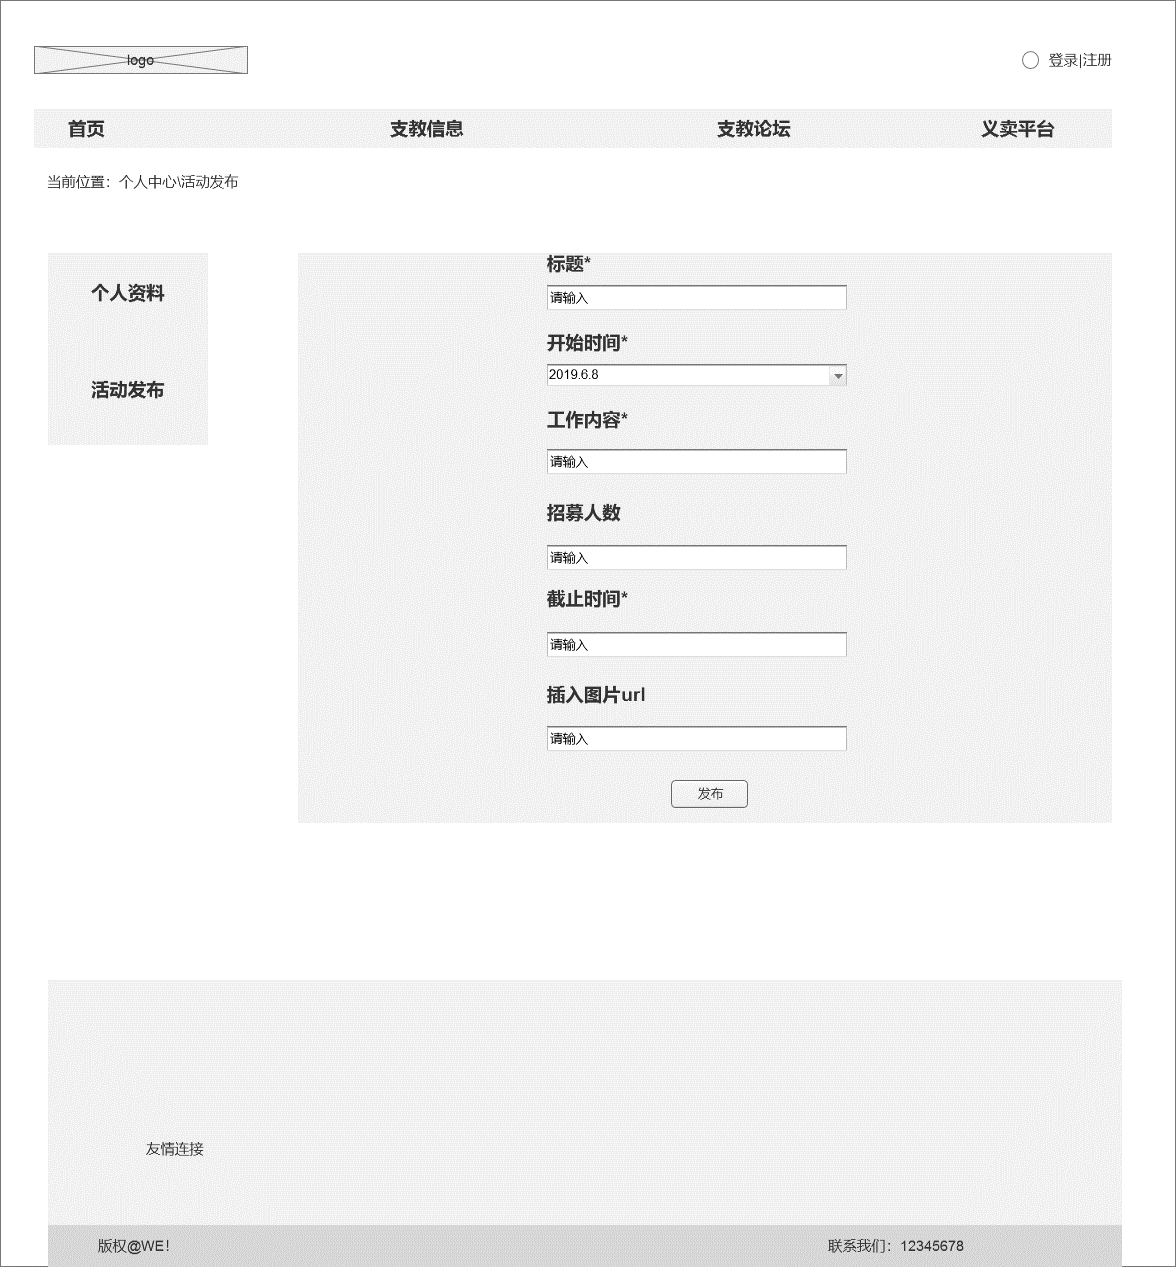 logo
登录|注册
首页 支教信息 支教论坛 义卖平台
当前位置：个人中心\活动发布
个人资料
活动发布
标题*
请输入
开始时间*
2019.6.8
工作内容*
请输入
招募人数
请输入
截止时间*
请输入
插入图片url
请输入
发布
友情连接
版权@WE! 联系我们：12345678